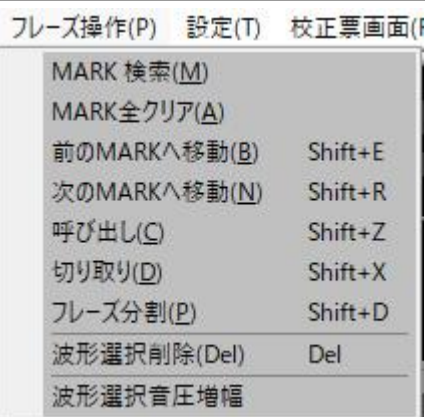 フレーズ操作(P) 設定(T) 校正票画面(
MARK 検索(M)
MARK全クリア(A)
前のMARKへ移動(B) Shift+E
次のMARKへ移動(N) Shift+R
呼び出し(C) Shift+Z
切り取り(D) Shift+X
フレーズ分割(P) Shift+D
波形選択削除(Del) Del
波形選択音圧増幅